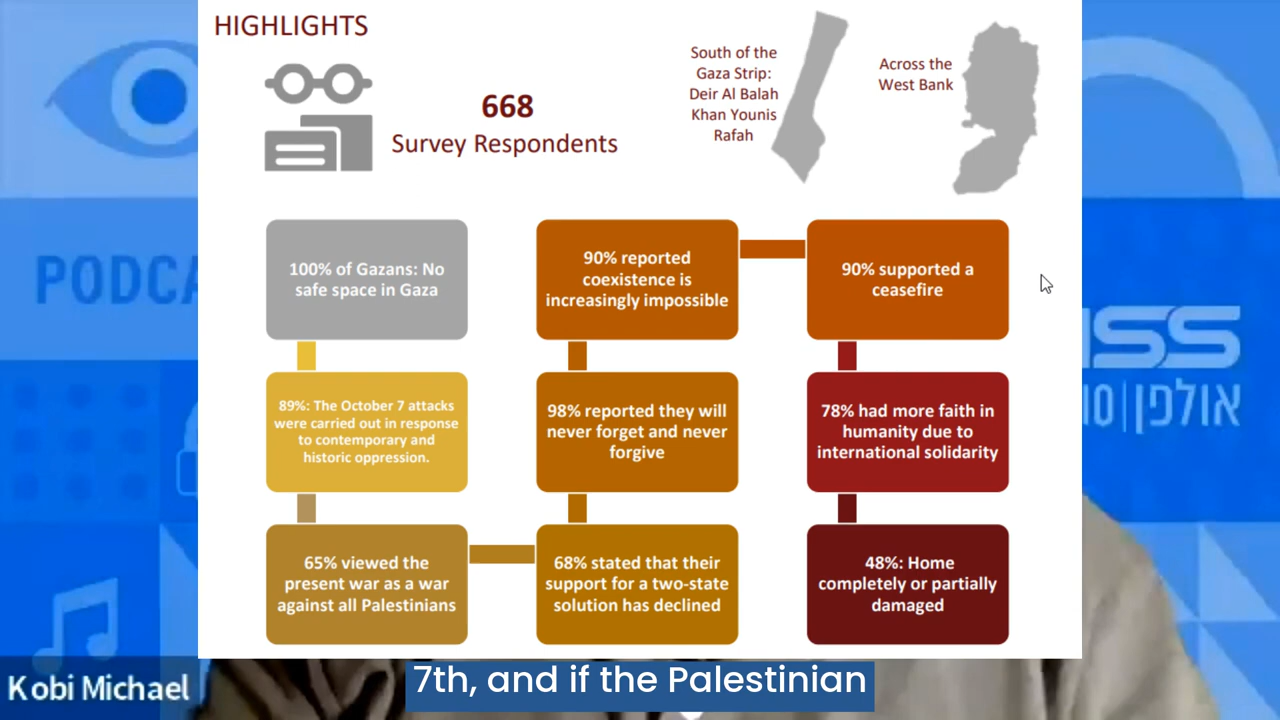 HIGHLIGHTS
668
Survey Respondents
South of the
Gaza Strip:
Deir Al Balah
Khan Younis
Rafah
Across the
West Bank
100% of Gazans: No
safe space in Gaza
89%: The October 7 attacks
were carried out in response
to contemporary and
historic oppression.
65% viewed the
present war as a war
against all Palestinians
90% reported
coexistence is
increasingly impossible
98% reported they will
never forget and never
forgive
68% stated that their
support for a two-state
solution has declined
90% supported a
ceasefire
78% had more faith in
humanity due to
international solidarity
48%: Home
completely or partially
damaged
PODCA
ISS
אולפן|סו
Kobi Michael
7th, and if the Palestinian